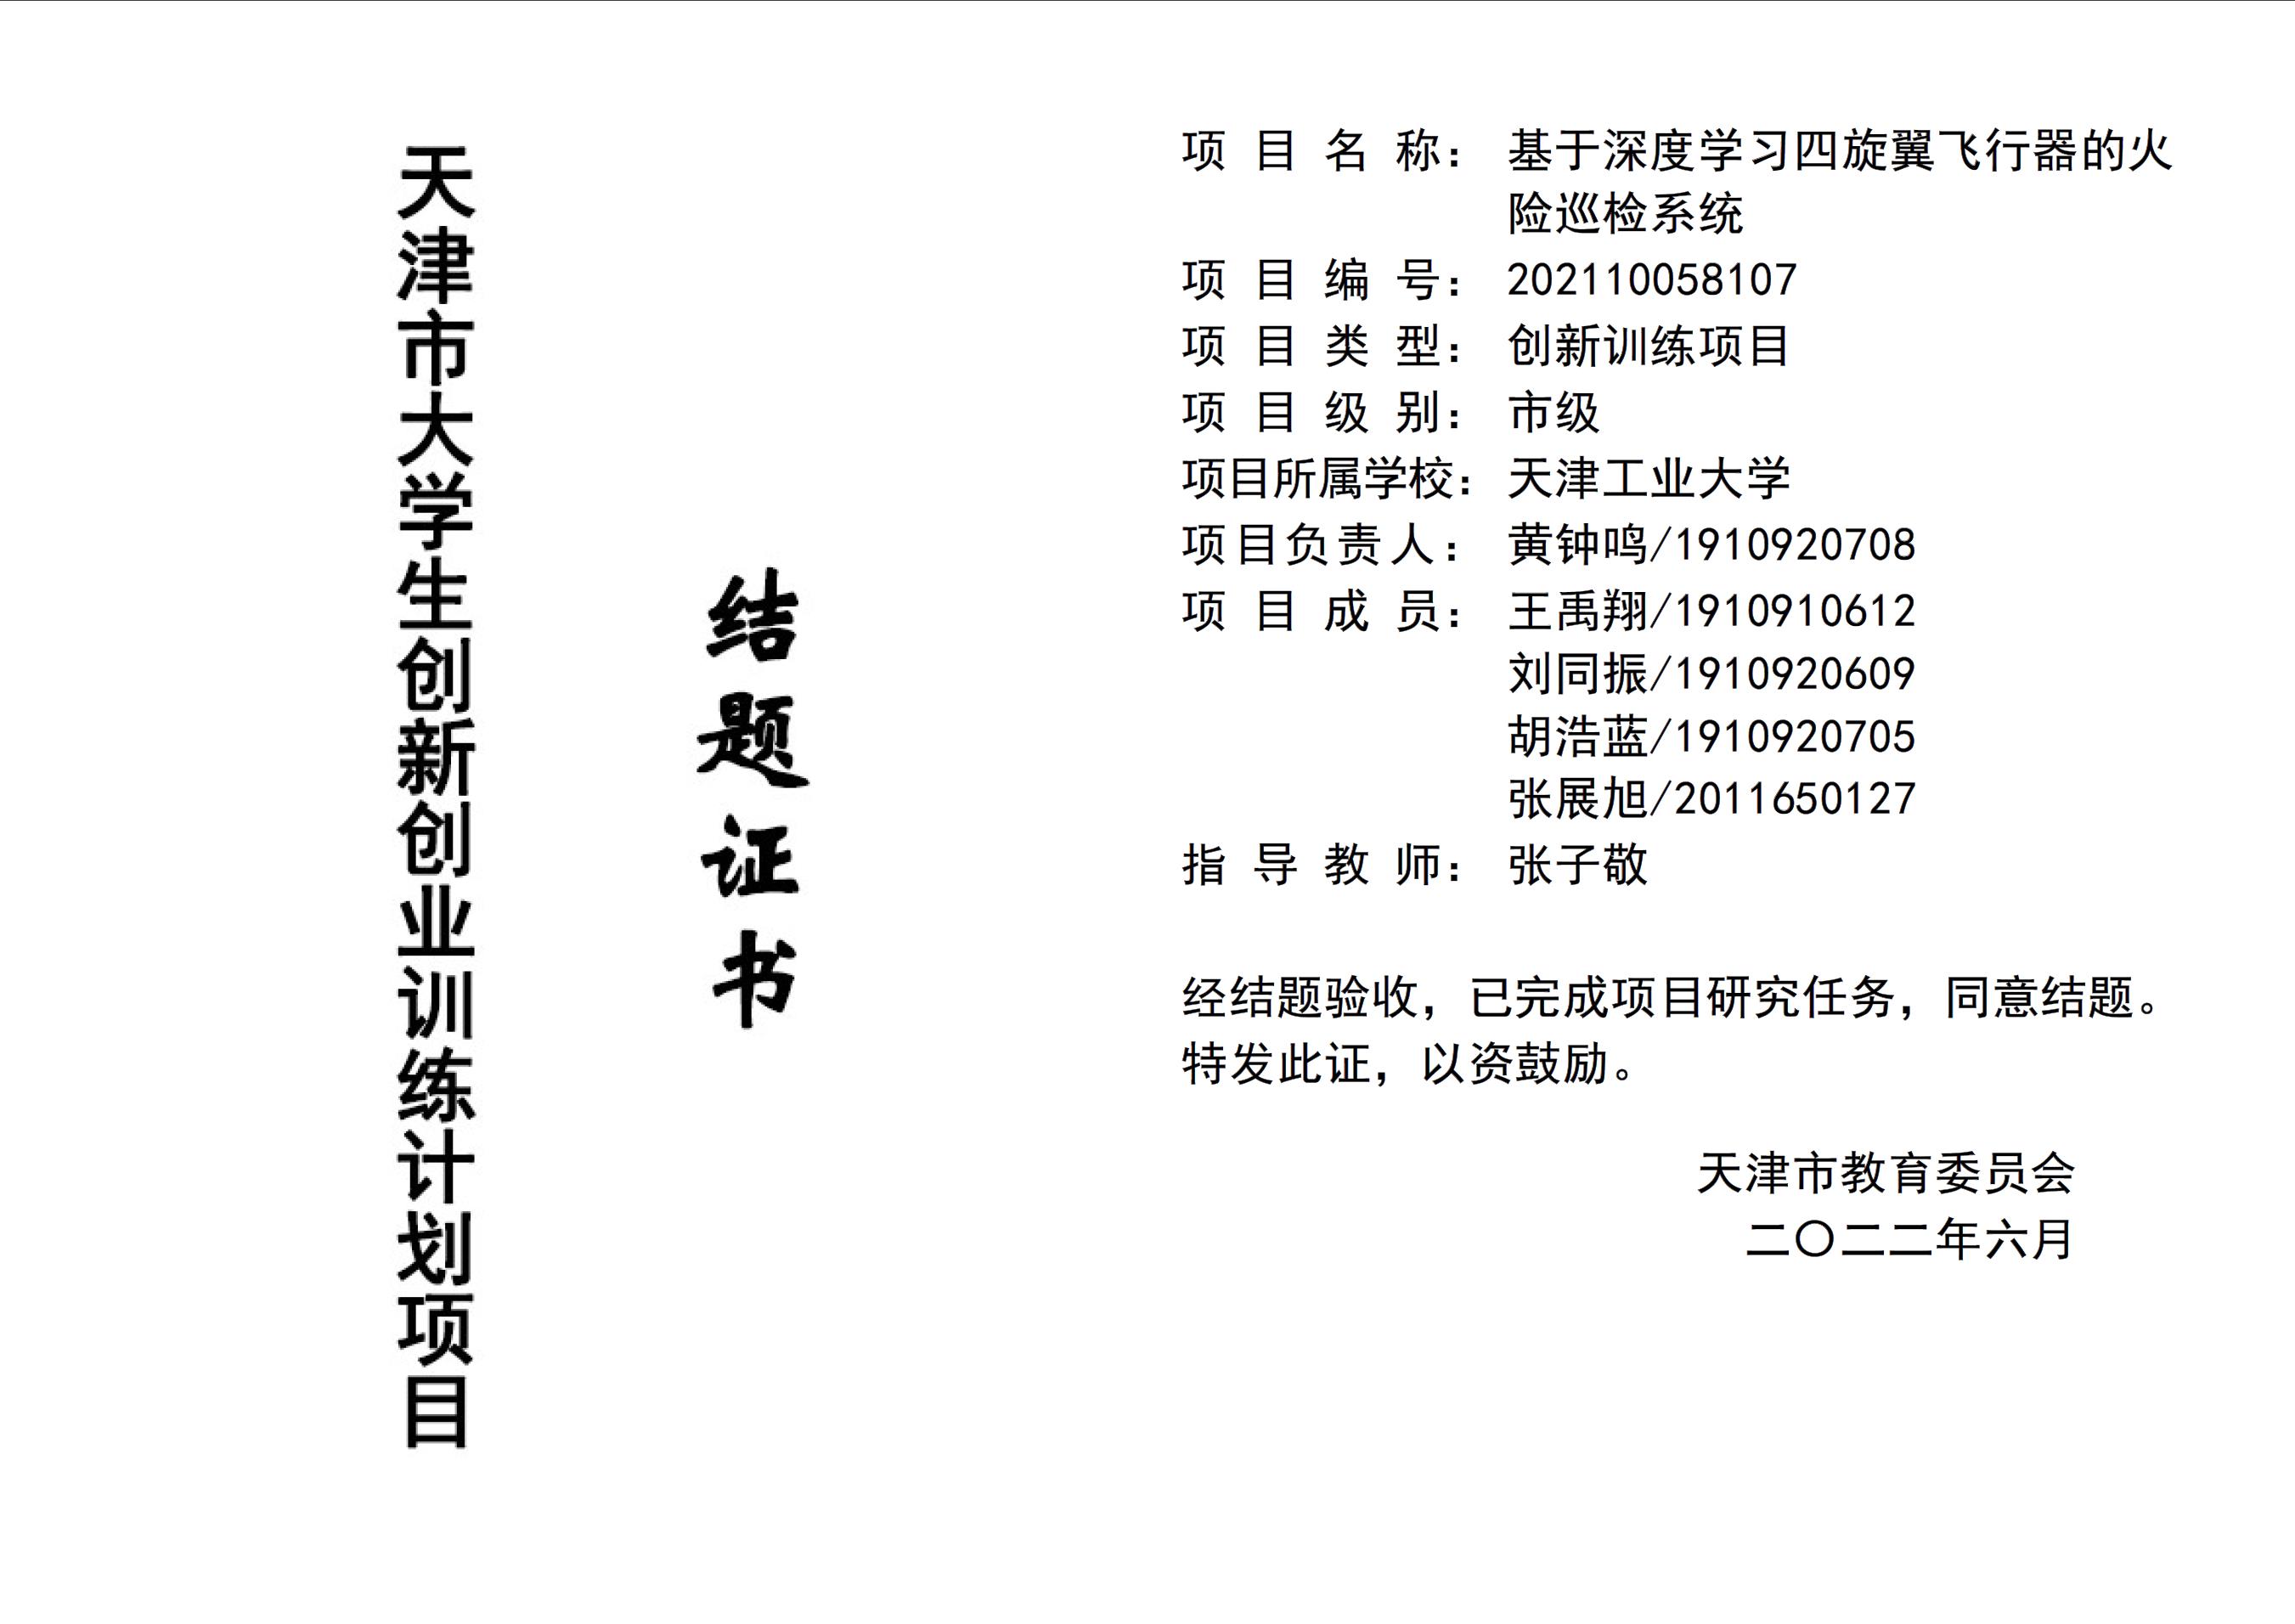 天津市大学生创新创业训练计划项目
结题证书
项目名称：基于深度学习四旋翼飞行器的火
险巡检系统
项目编号：202110058107
项目类型：创新训练项目
项目级别：市级
项目所属学校：天津工业大学
项目负责人：黄钟鸣/1910920708
项目成员：王禹翔/1910910612
刘同振/1910920609
胡浩蓝/1910920705
张展旭/2011650127
指导教师：张子敬
经结题验收，已完成项目研究任务，同意结题。
特发此证，以资鼓励。
天津市教育委员会
二〇二二年六月